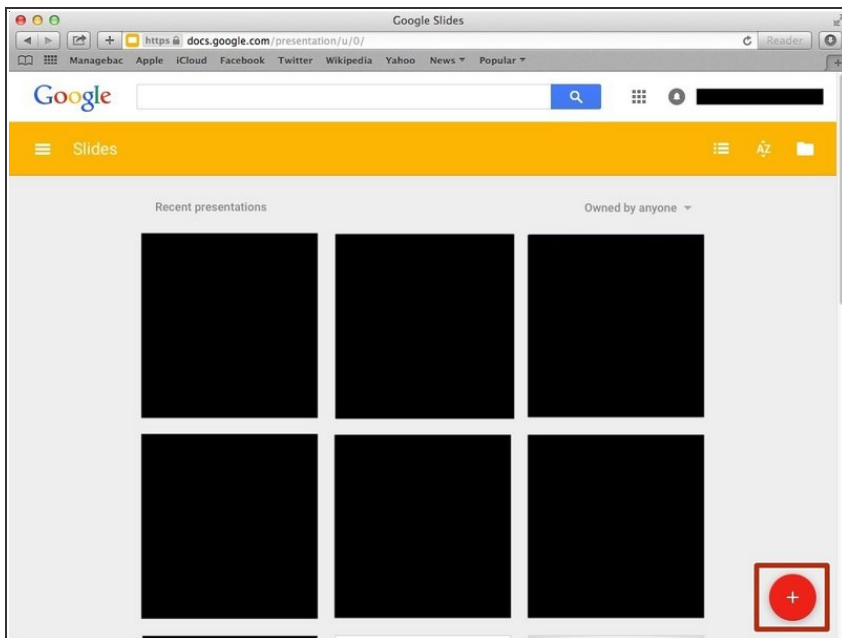 Google Slides
https docs.google.com/presentation/u/0/
Reader
Managebac Apple iCloud Facebook Twitter Wikipedia Yahoo News Popular
Google
Slides
AZ
Recent presentations
Owned by anyone